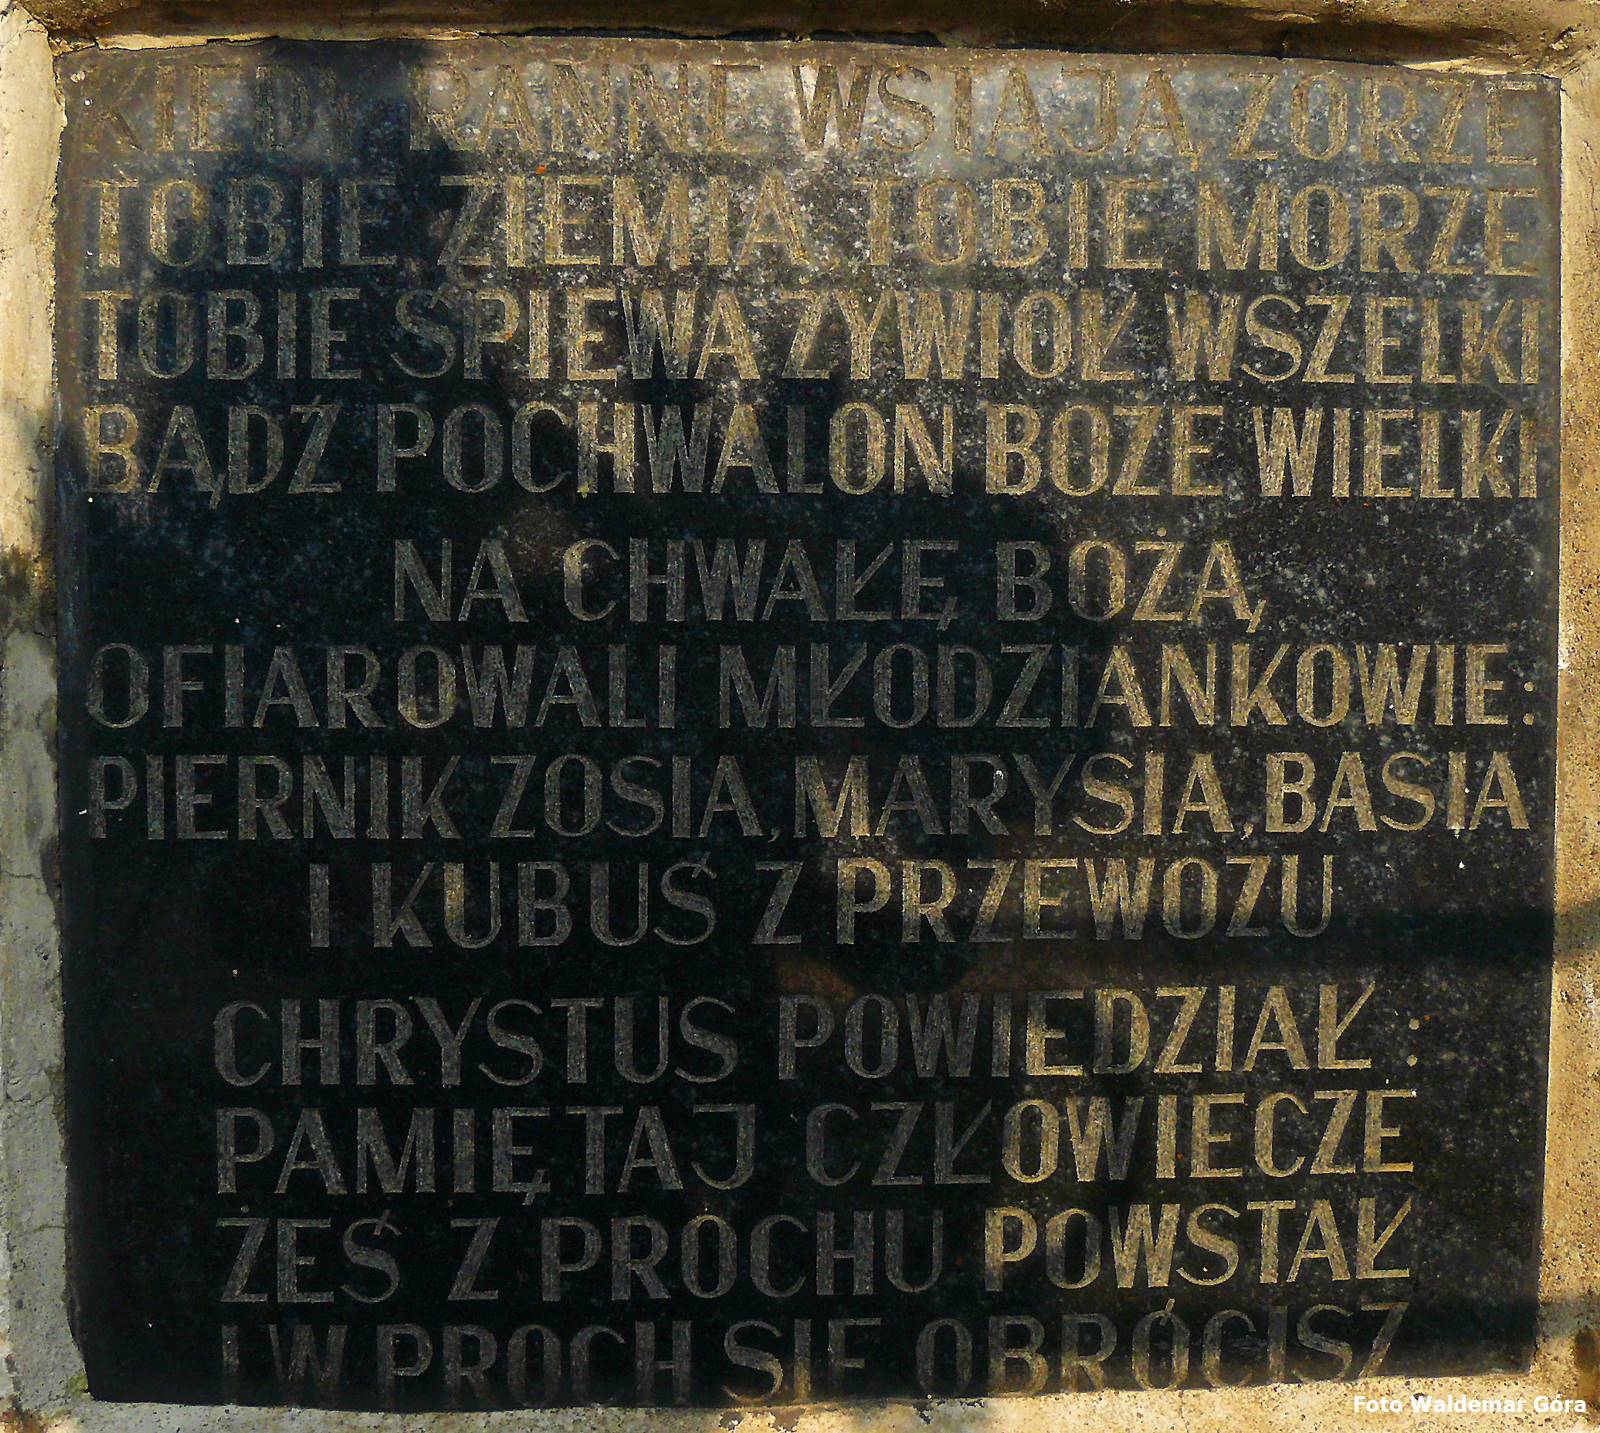 KIEDY RANNE WSTAJĄ ZORZE
TOBIE ZIEMIA, TOBIE MORZE
TOBIE ŚPIEWA ŻYWIOŁ WSZELKI
BĄDŹ POCHWALON BOŻE WIELKI
NA CHWAŁĘ BOŻĄ
OFIAROWALI MŁODZIANKOWIE:
PIERNIK ZOSIA, MARYSIA, BASIA
I KUBUŚ Z PRZEWOZU
CHRYSTUS POWIEDZIAŁ :
PAMIĘTAJ CZŁOWIECZE
ŻEŚ Z PROCHU POWSTAŁ
I W PROCH SIĘ OBRÓCISZ
Foto Waldemar Góra